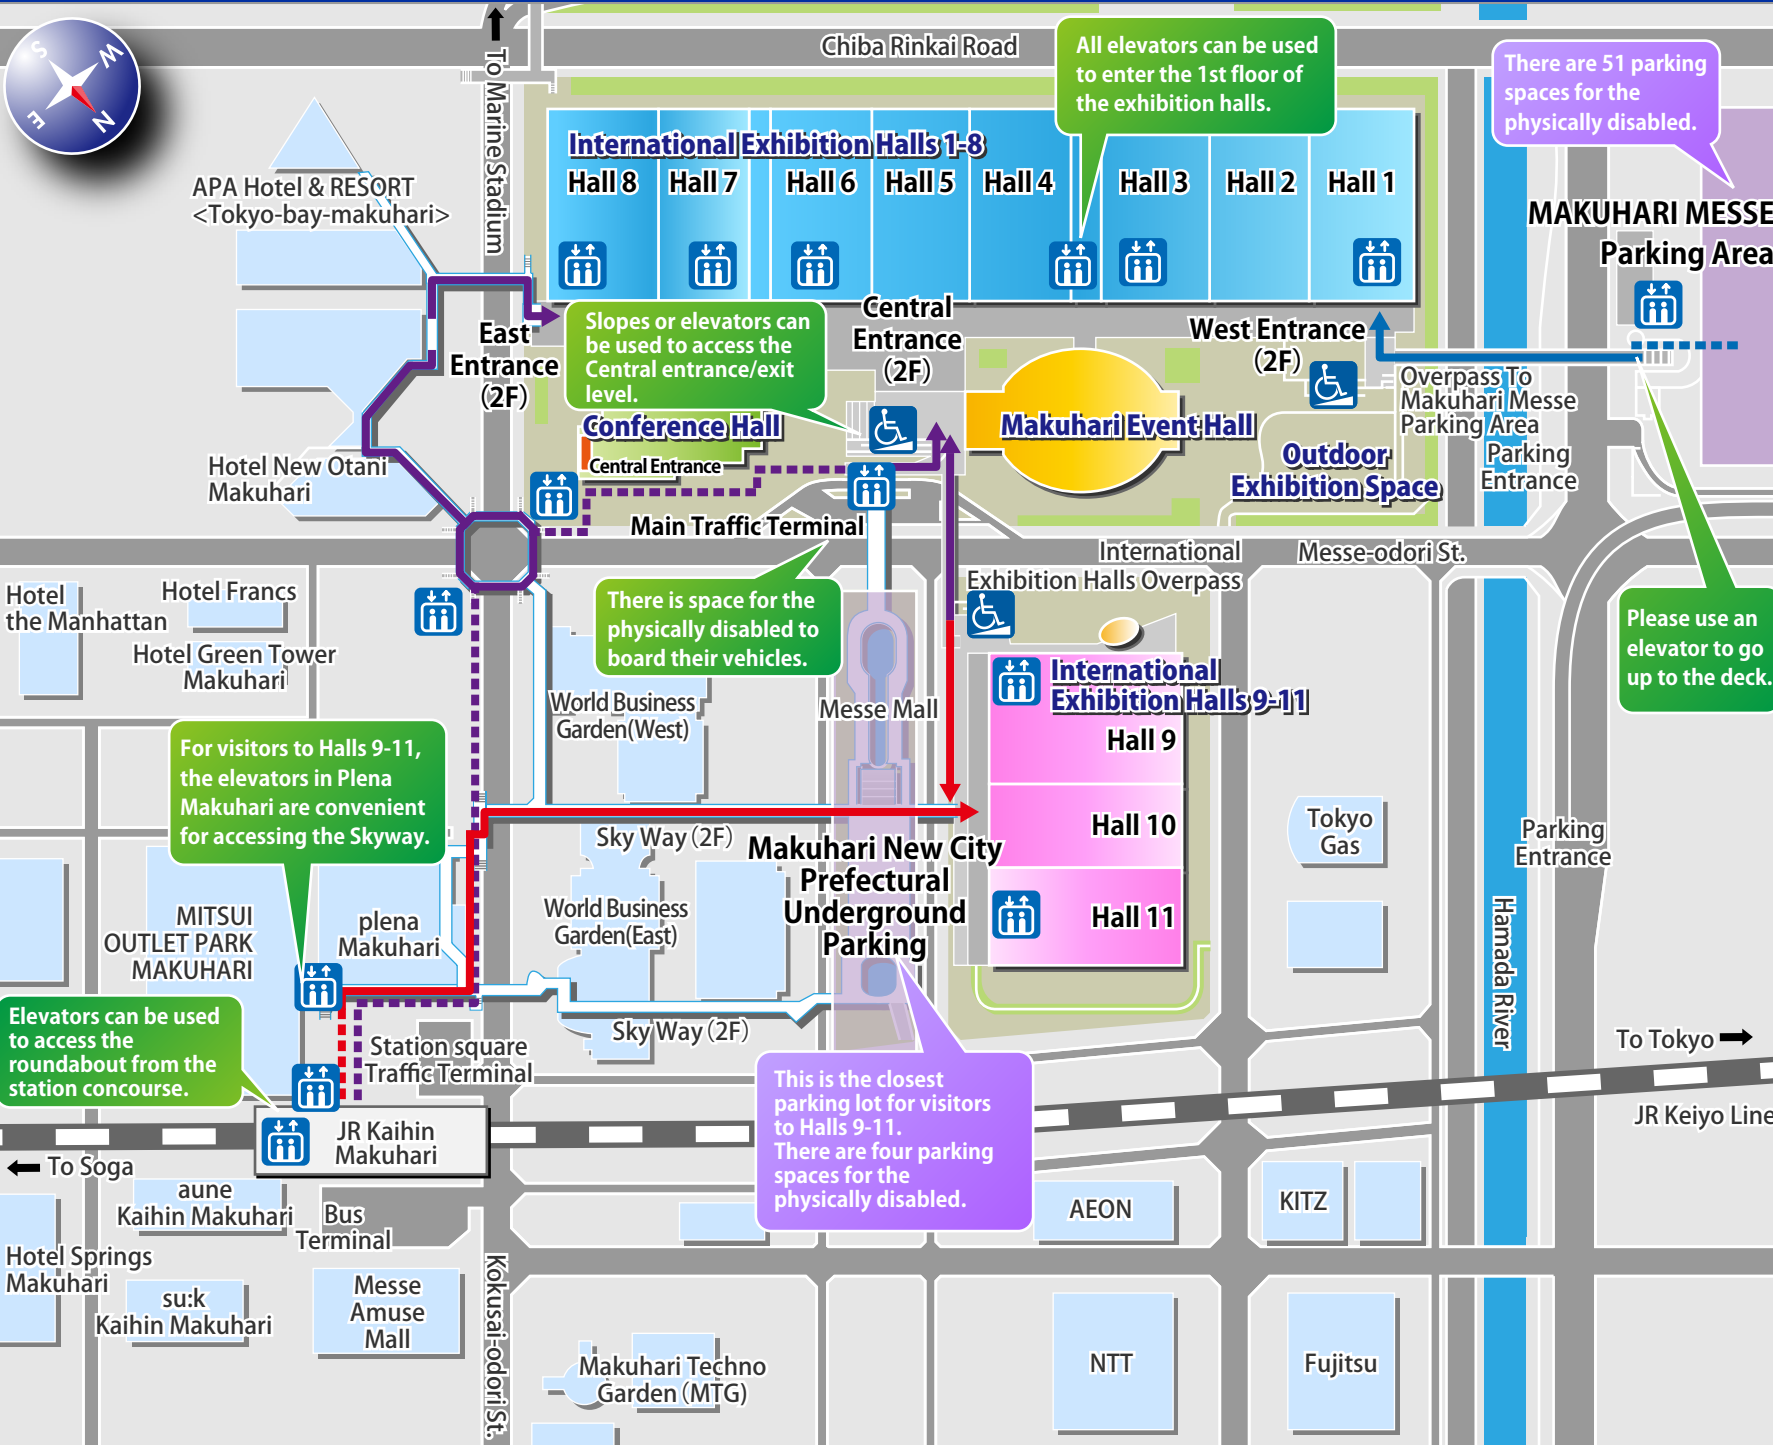 S
W
E
N
To Marine Stadium
Chiba Rinkai Road
All elevators can be used
to enter the 1st floor of
the exhibition halls.
There are 51 parking
spaces for the
physically disabled.
International Exhibition Halls 1-8
Hall 8
Hall 7
Hall 6
Hall 5
Hall 4
Hall 3
Hall 2
Hall 1
APA Hotel & RESORT
<Tokyo-bay-makuhari>
MAKUHARI MESSE
Parking Area
East
Entrance
(2F)
Slopes or elevators can
be used to access the
Central entrance/exit
level.
Central
Entrance
(2F)
West Entrance
(2F)
Overpass To
Makuhari Messe
Parking Area
Parking
Entrance
Conference Hall
Central Entrance
Makuhari Event Hall
Outdoor
Exhibition Space
Hotel New Otani
Makuhari
Main Traffic Terminal
International
Exhibition Halls Overpass
Messe-odori St.
Hotel
the Manhattan
Hotel Francs
Hotel Green Tower
Makuhari
There is space for the
physically disabled to
board their vehicles.
Please use an
elevator to go
up to the deck.
World Business
Garden(West)
Messe Mall
International
Exhibition Halls 9-11
Hall 9
Hall 10
Hall 11
For visitors to Halls 9-11,
the elevators in Plena
Makuhari are convenient
for accessing the Skyway.
Sky Way (2F)
Makuhari New City
Prefectural
Underground
Parking
Tokyo
Gas
Parking
Entrance
MITSUI
OUTLET PARK
MAKUHARI
plena
Makuhari
World Business
Garden(East)
Hamada River
Elevators can be used
to access the
roundabout from the
station concourse.
Station square
Traffic Terminal
Sky Way (2F)
To Tokyo
This is the closest
parking lot for visitors
to Halls 9-11.
There are four parking
spaces for the
physically disabled.
JR Keiyo Line
JR Kaihin
Makuhari
To Soga
aune
Kaihin Makuhari
Bus
Terminal
AEON
KITZ
Hotel Springs
Makuhari
su:k
Kaihin Makuhari
Messe
Amuse
Mall
Kokusai-odori St.
Makuhari Techno
Garden (MTG)
NTT
Fujitsu